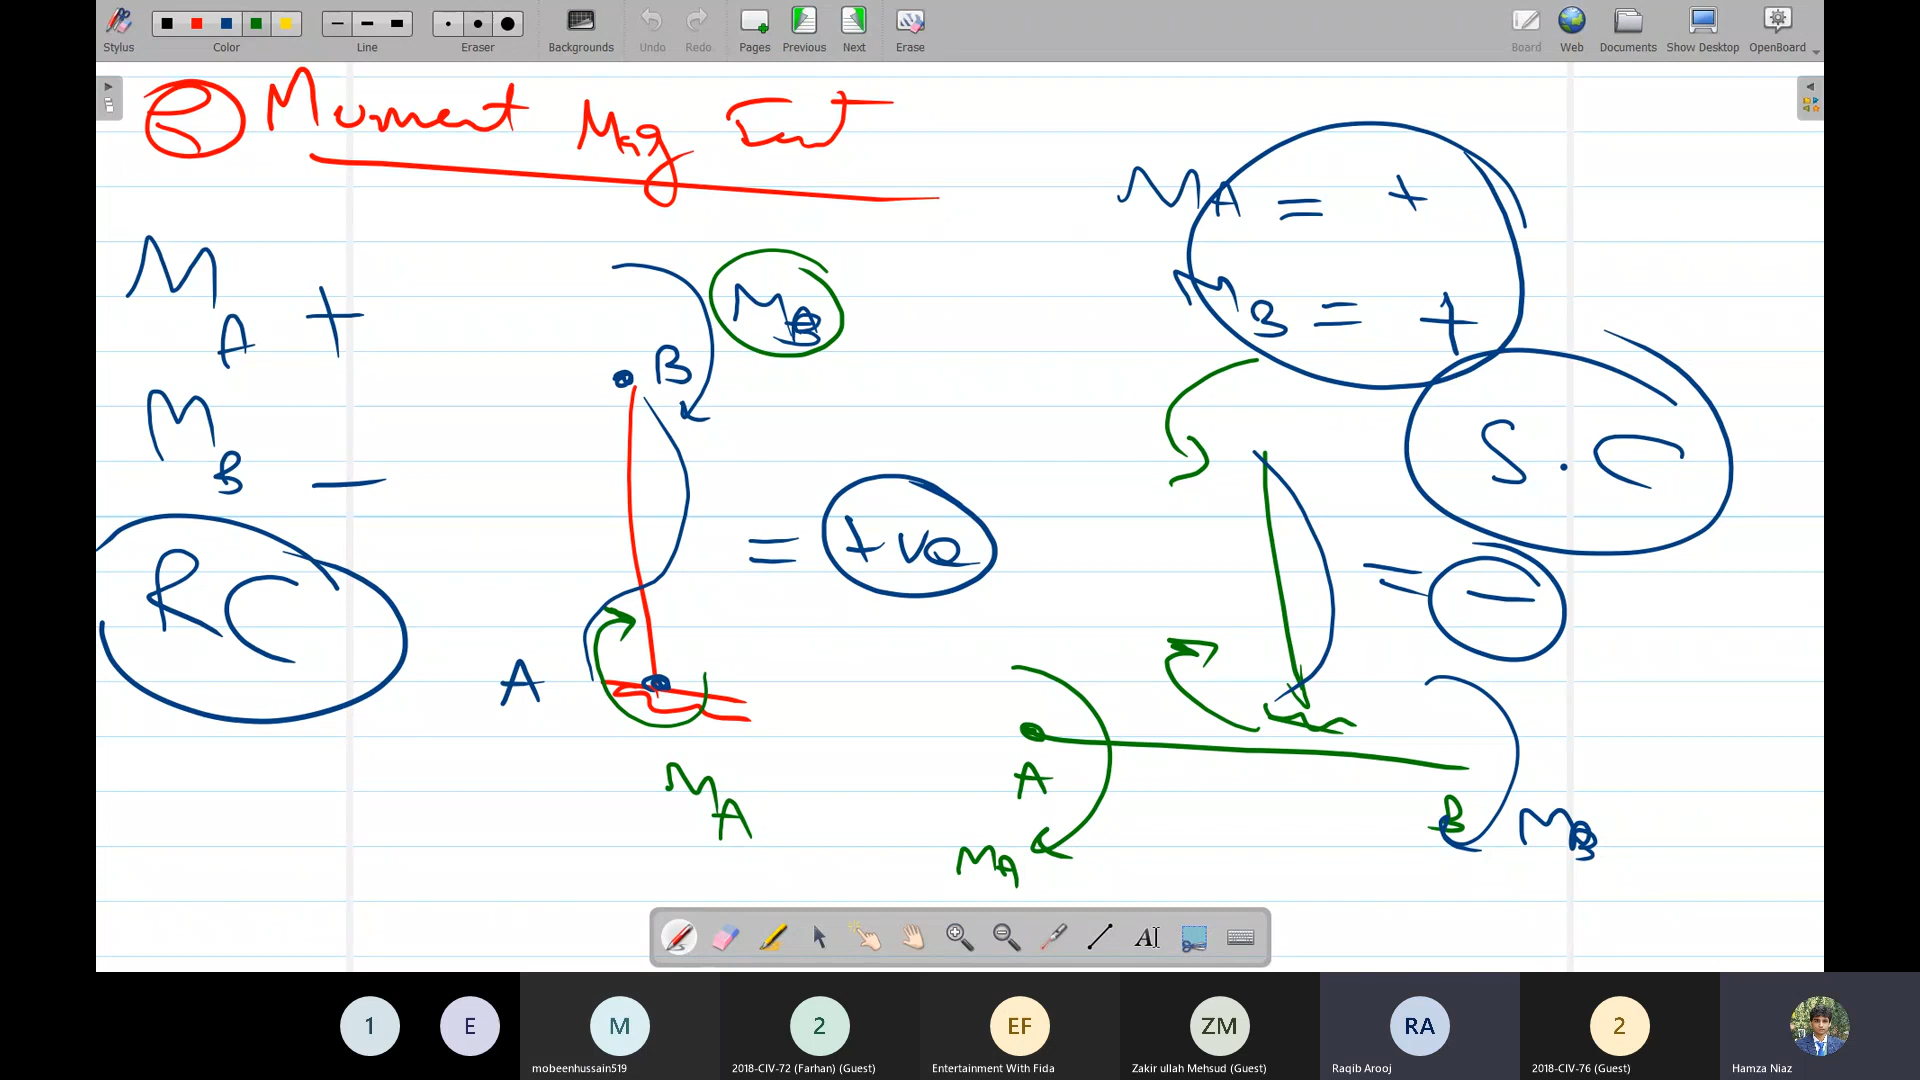 Stylus
Color
Line
Eraser
Backgrounds
Undo
Redo
Pages
Previous
Next
Erase
Board
Web
Documents
Show Desktop
OpenBoard
Moment Mag
MA = +
MB = +
MA +
MB
B
MB −
S.C
RC
= +ve
= −
A
MA
A
B
MB
MA
1
E
M
2
EF
ZM
RA
2
mobeenhussain519
2018-CIV-72 (Farhan) (Guest)
Entertainment With Fida
Zakir ullah Mehsud (Guest)
Raqib Arooj
2018-CIV-76 (Guest)
Hamza Niaz